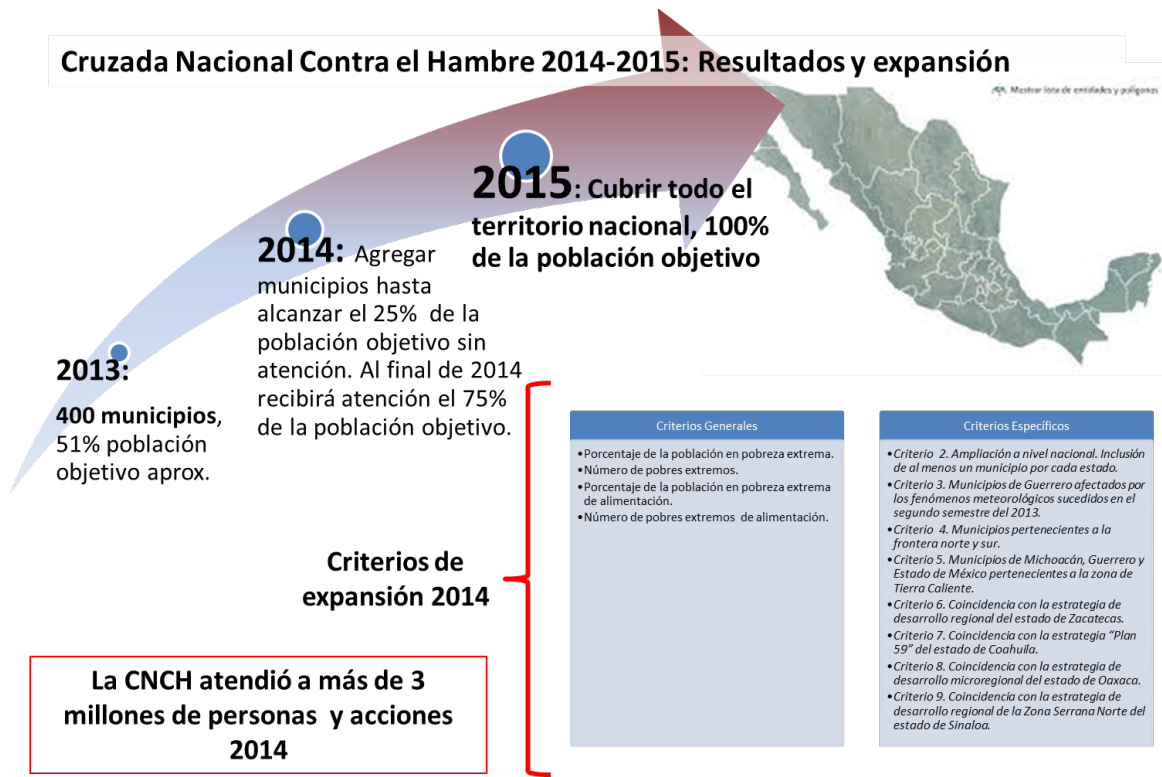 Cruzada Nacional Contra el Hambre 2014-2015: Resultados y expansión
Mostrar lista de entidades y polígonos
2015: Cubrir todo el
territorio nacional, 100%
de la población objetivo
2014: Agregar
municipios hasta
alcanzar el 25% de la
población objetivo sin
atención. Al final de 2014
recibirá atención el 75%
de la población objetivo.
2013:
400 municipios,
51% población
objetivo aprox.
Criterios de
expansión 2014
Criterios Generales
•Porcentaje de la población en pobreza extrema.
•Número de pobres extremos.
•Porcentaje de la población en pobreza extrema
de alimentación.
•Número de pobres extremos de alimentación.
Criterios Específicos
•Criterio 2. Ampliación a nivel nacional. Inclusión
de al menos un municipio por cada estado.
•Criterio 3. Municipios de Guerrero afectados por
los fenómenos meteorológicos sucedidos en el
segundo semestre del 2013.
•Criterio 4. Municipios pertenecientes a la
frontera norte y sur.
•Criterio 5. Municipios de Michoacán, Guerrero y
Estado de México pertenecientes a la zona de
Tierra Caliente.
•Criterio 6. Coincidencia con la estrategia de
desarrollo regional del estado de Zacatecas.
•Criterio 7. Coincidencia con la estrategia “Plan
59” del estado de Coahuila.
•Criterio 8. Coincidencia con la estrategia de
desarrollo microregional del estado de Oaxaca.
•Criterio 9. Coincidencia con la estrategia de
desarrollo regional de la Zona Serrana Norte del
estado de Sinaloa.
La CNCH atendió a más de 3
millones de personas y acciones
2014